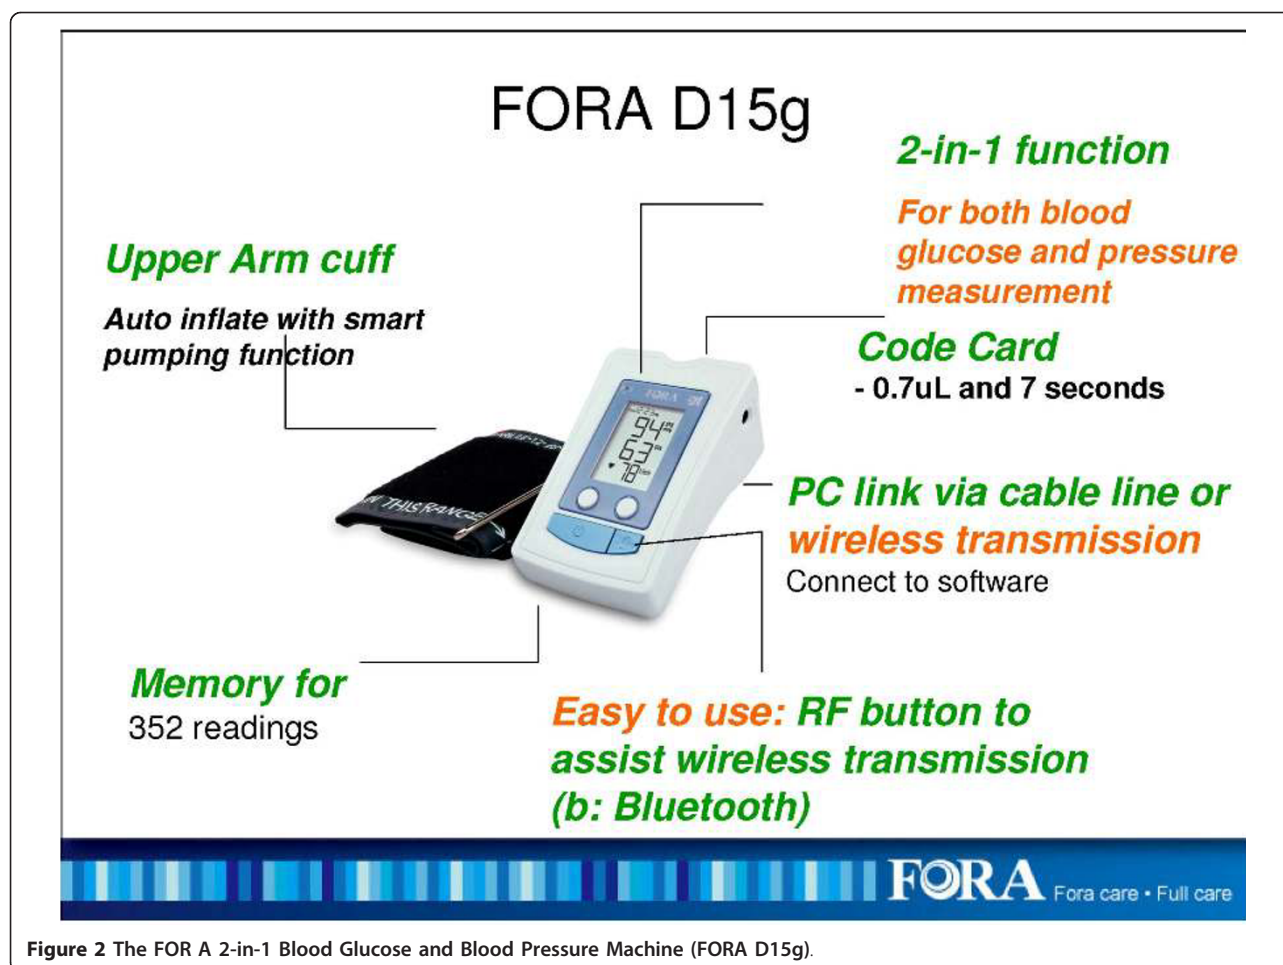 FORA D15g
2-in-1 function
For both blood
glucose and pressure
measurement
Upper Arm cuff
Auto inflate with smart
pumping function
Code Card
- 0.7uL and 7 seconds
FORA
94
63
78
THIS RANGE
PC link via cable line or
wireless transmission
Connect to software
Memory for
352 readings
Easy to use: RF button to
assist wireless transmission
(b: Bluetooth)
FORA Fora care • Full care
Figure 2 The FOR A 2-in-1 Blood Glucose and Blood Pressure Machine (FORA D15g).